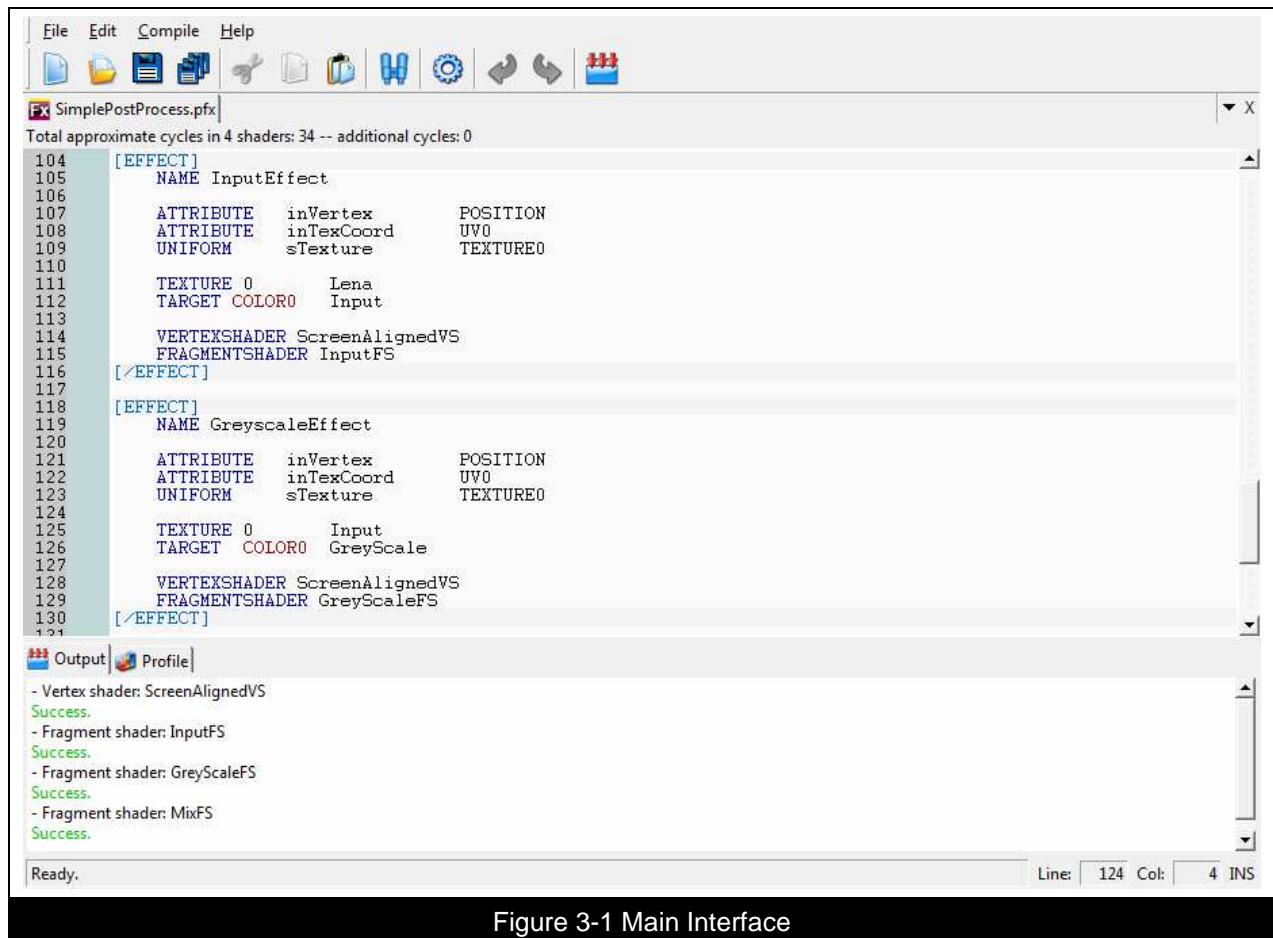 File Edit Compile Help
Fx SimplePostProcess.pfx X
Total approximate cycles in 4 shaders: 34 -- additional cycles: 0
104 [EFFECT]
105 NAME InputEffect
106
107 ATTRIBUTE inVertex POSITION
108 ATTRIBUTE inTexCoord UV0
109 UNIFORM sTexture TEXTURE0
110
111 TEXTURE 0 Lena
112 TARGET COLOR0 Input
113
114 VERTEXSHADER ScreenAlignedVS
115 FRAGMENTSHADER InputFS
116 [/EFFECT]
117
118 [EFFECT]
119 NAME GreyscaleEffect
120
121 ATTRIBUTE inVertex POSITION
122 ATTRIBUTE inTexCoord UV0
123 UNIFORM sTexture TEXTURE0
124
125 TEXTURE 0 Input
126 TARGET COLOR0 GreyScale
127
128 VERTEXSHADER ScreenAlignedVS
129 FRAGMENTSHADER GreyScaleFS
130 [/EFFECT]
131
Output Profile
- Vertex shader: ScreenAlignedVS
Success.
- Fragment shader: InputFS
Success.
- Fragment shader: GreyScaleFS
Success.
- Fragment shader: MixFS
Success.
Ready. Line: 124 Col: 4 INS
Figure 3-1 Main Interface